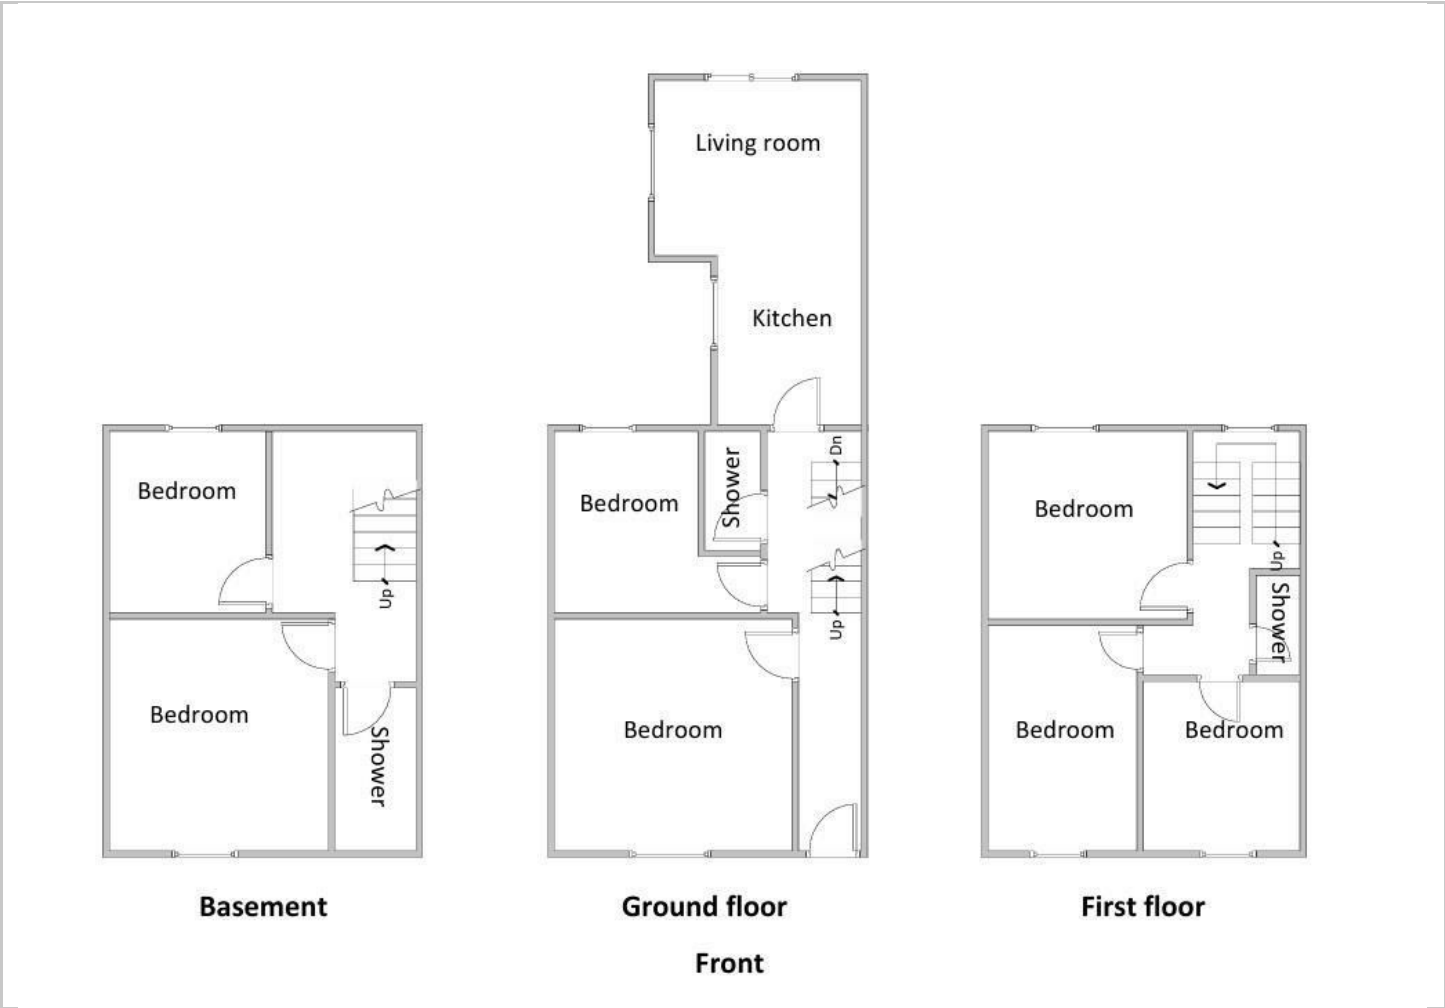 Bedroom
Up
Bedroom
Shower
Basement
Living room
Kitchen
Bedroom
Shower
Dn
Up
Bedroom
Ground floor
Bedroom
Up
Shower
Bedroom
Bedroom
First floor
Front